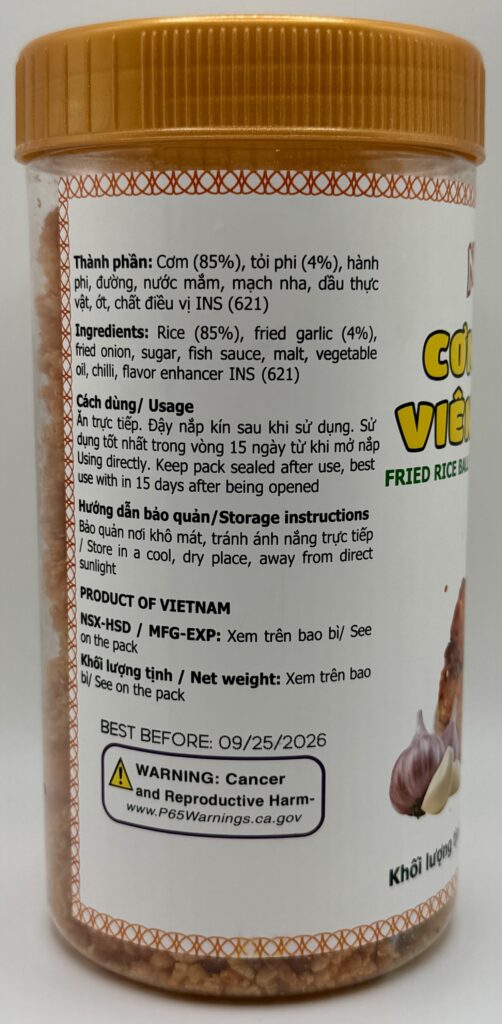 Thành phần: Cơm (85%), tỏi phi (4%), hành
phi, đường, nước mắm, mạch nha, dầu thực
vật, ớt, chất điều vị INS (621)
Ingredients: Rice (85%), fried garlic (4%),
fried onion, sugar, fish sauce, malt, vegetable
oil, chilli, flavor enhancer INS (621)
Cách dùng/ Usage
Ăn trực tiếp. Đậy nắp kín sau khi sử dụng. Sử
dụng tốt nhất trong vòng 15 ngày từ khi mở nắp
Using directly. Keep pack sealed after use, best
use with in 15 days after being opened
Hướng dẫn bảo quản/Storage instructions
Bảo quản nơi khô mát, tránh ánh nắng trực tiếp
/ Store in a cool, dry place, away from direct
sunlight
PRODUCT OF VIETNAM
NSX-HSD / MFG-EXP: Xem trên bao bì/ See
on the pack
Khối lượng tịnh / Net weight: Xem trên bao
bì/ See on the pack
BEST BEFORE: 09/25/2026
WARNING: Cancer
and Reproductive Harm-
www.P65Warnings.ca.gov
VIÊN
FRIED RICE
Khối lượng